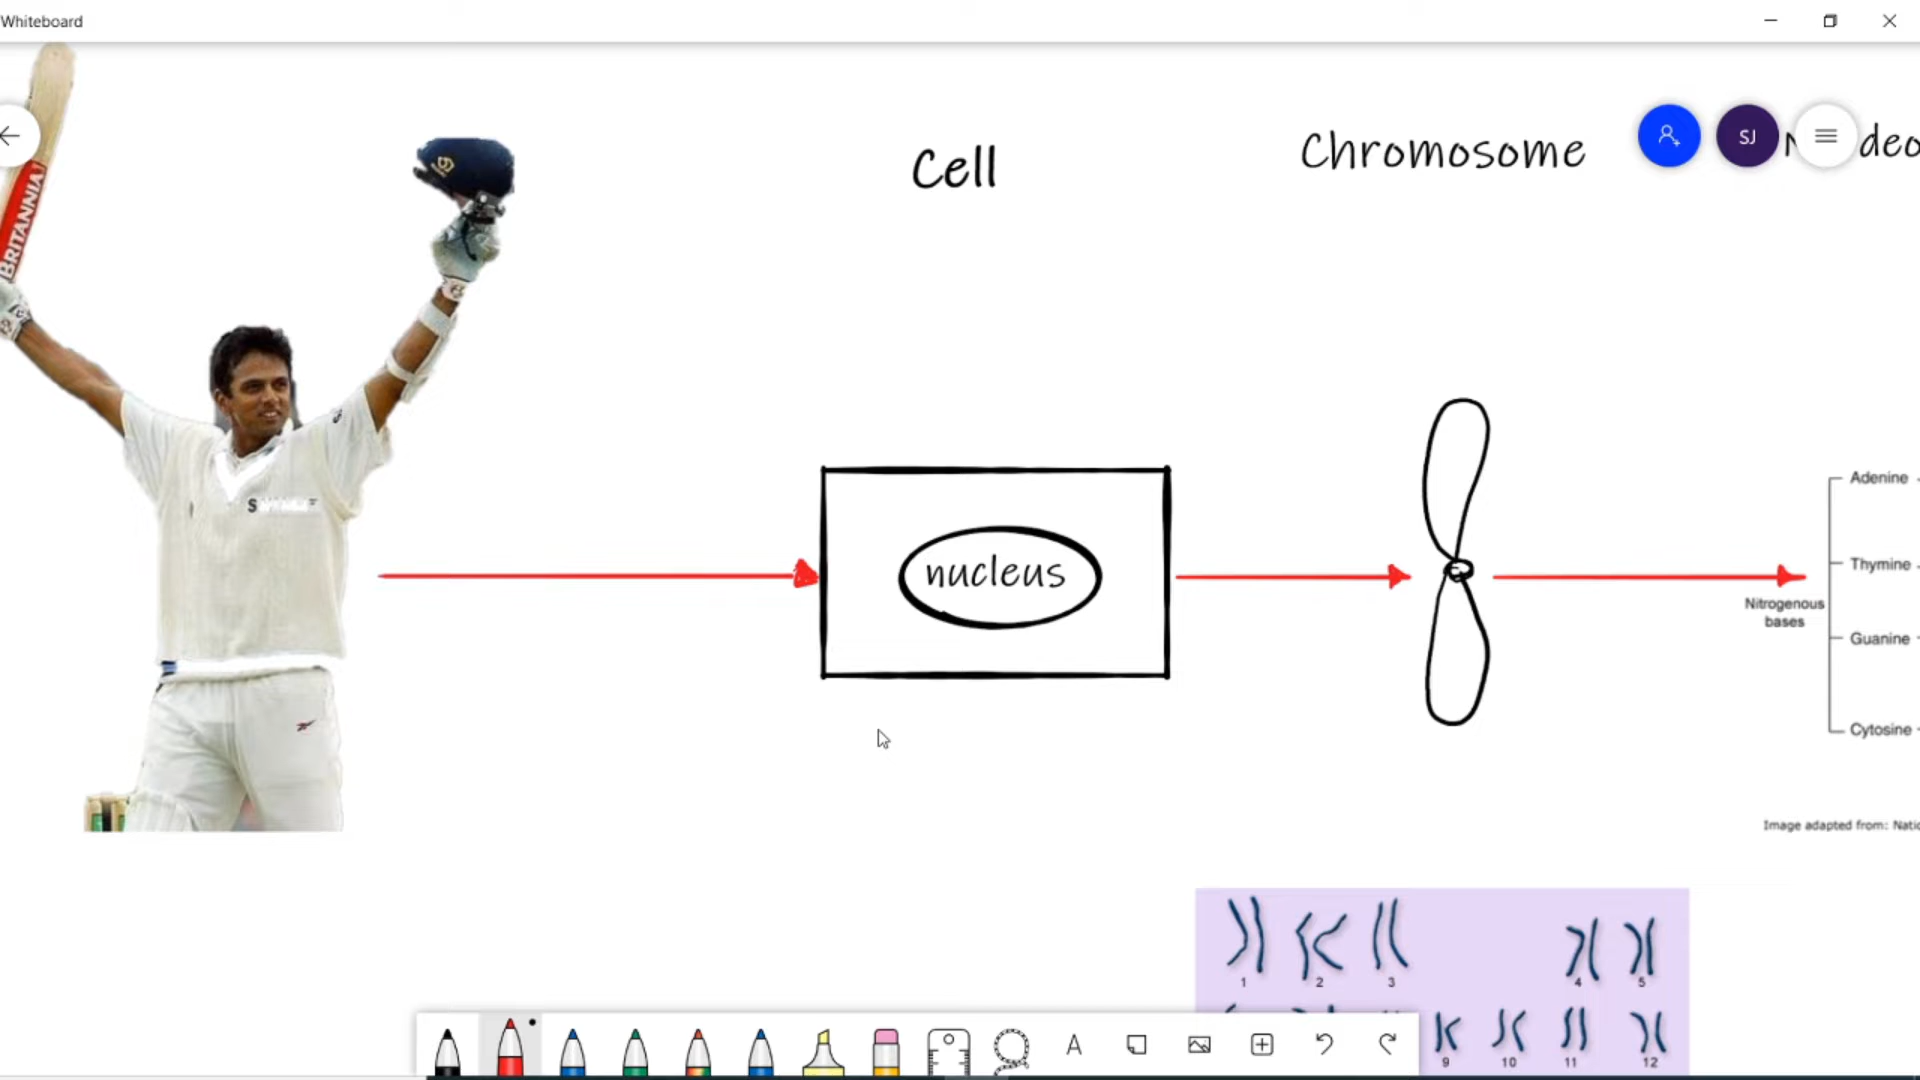 Whiteboard
BRITANNIA
Cell
Chromosome
SJ
deo
nucleus
Adenine
Thymine
Nitrogenous
bases
Guanine
Cytosine
Image adapted from: Natio
1 2 3 4 5
9 10 11 12
A